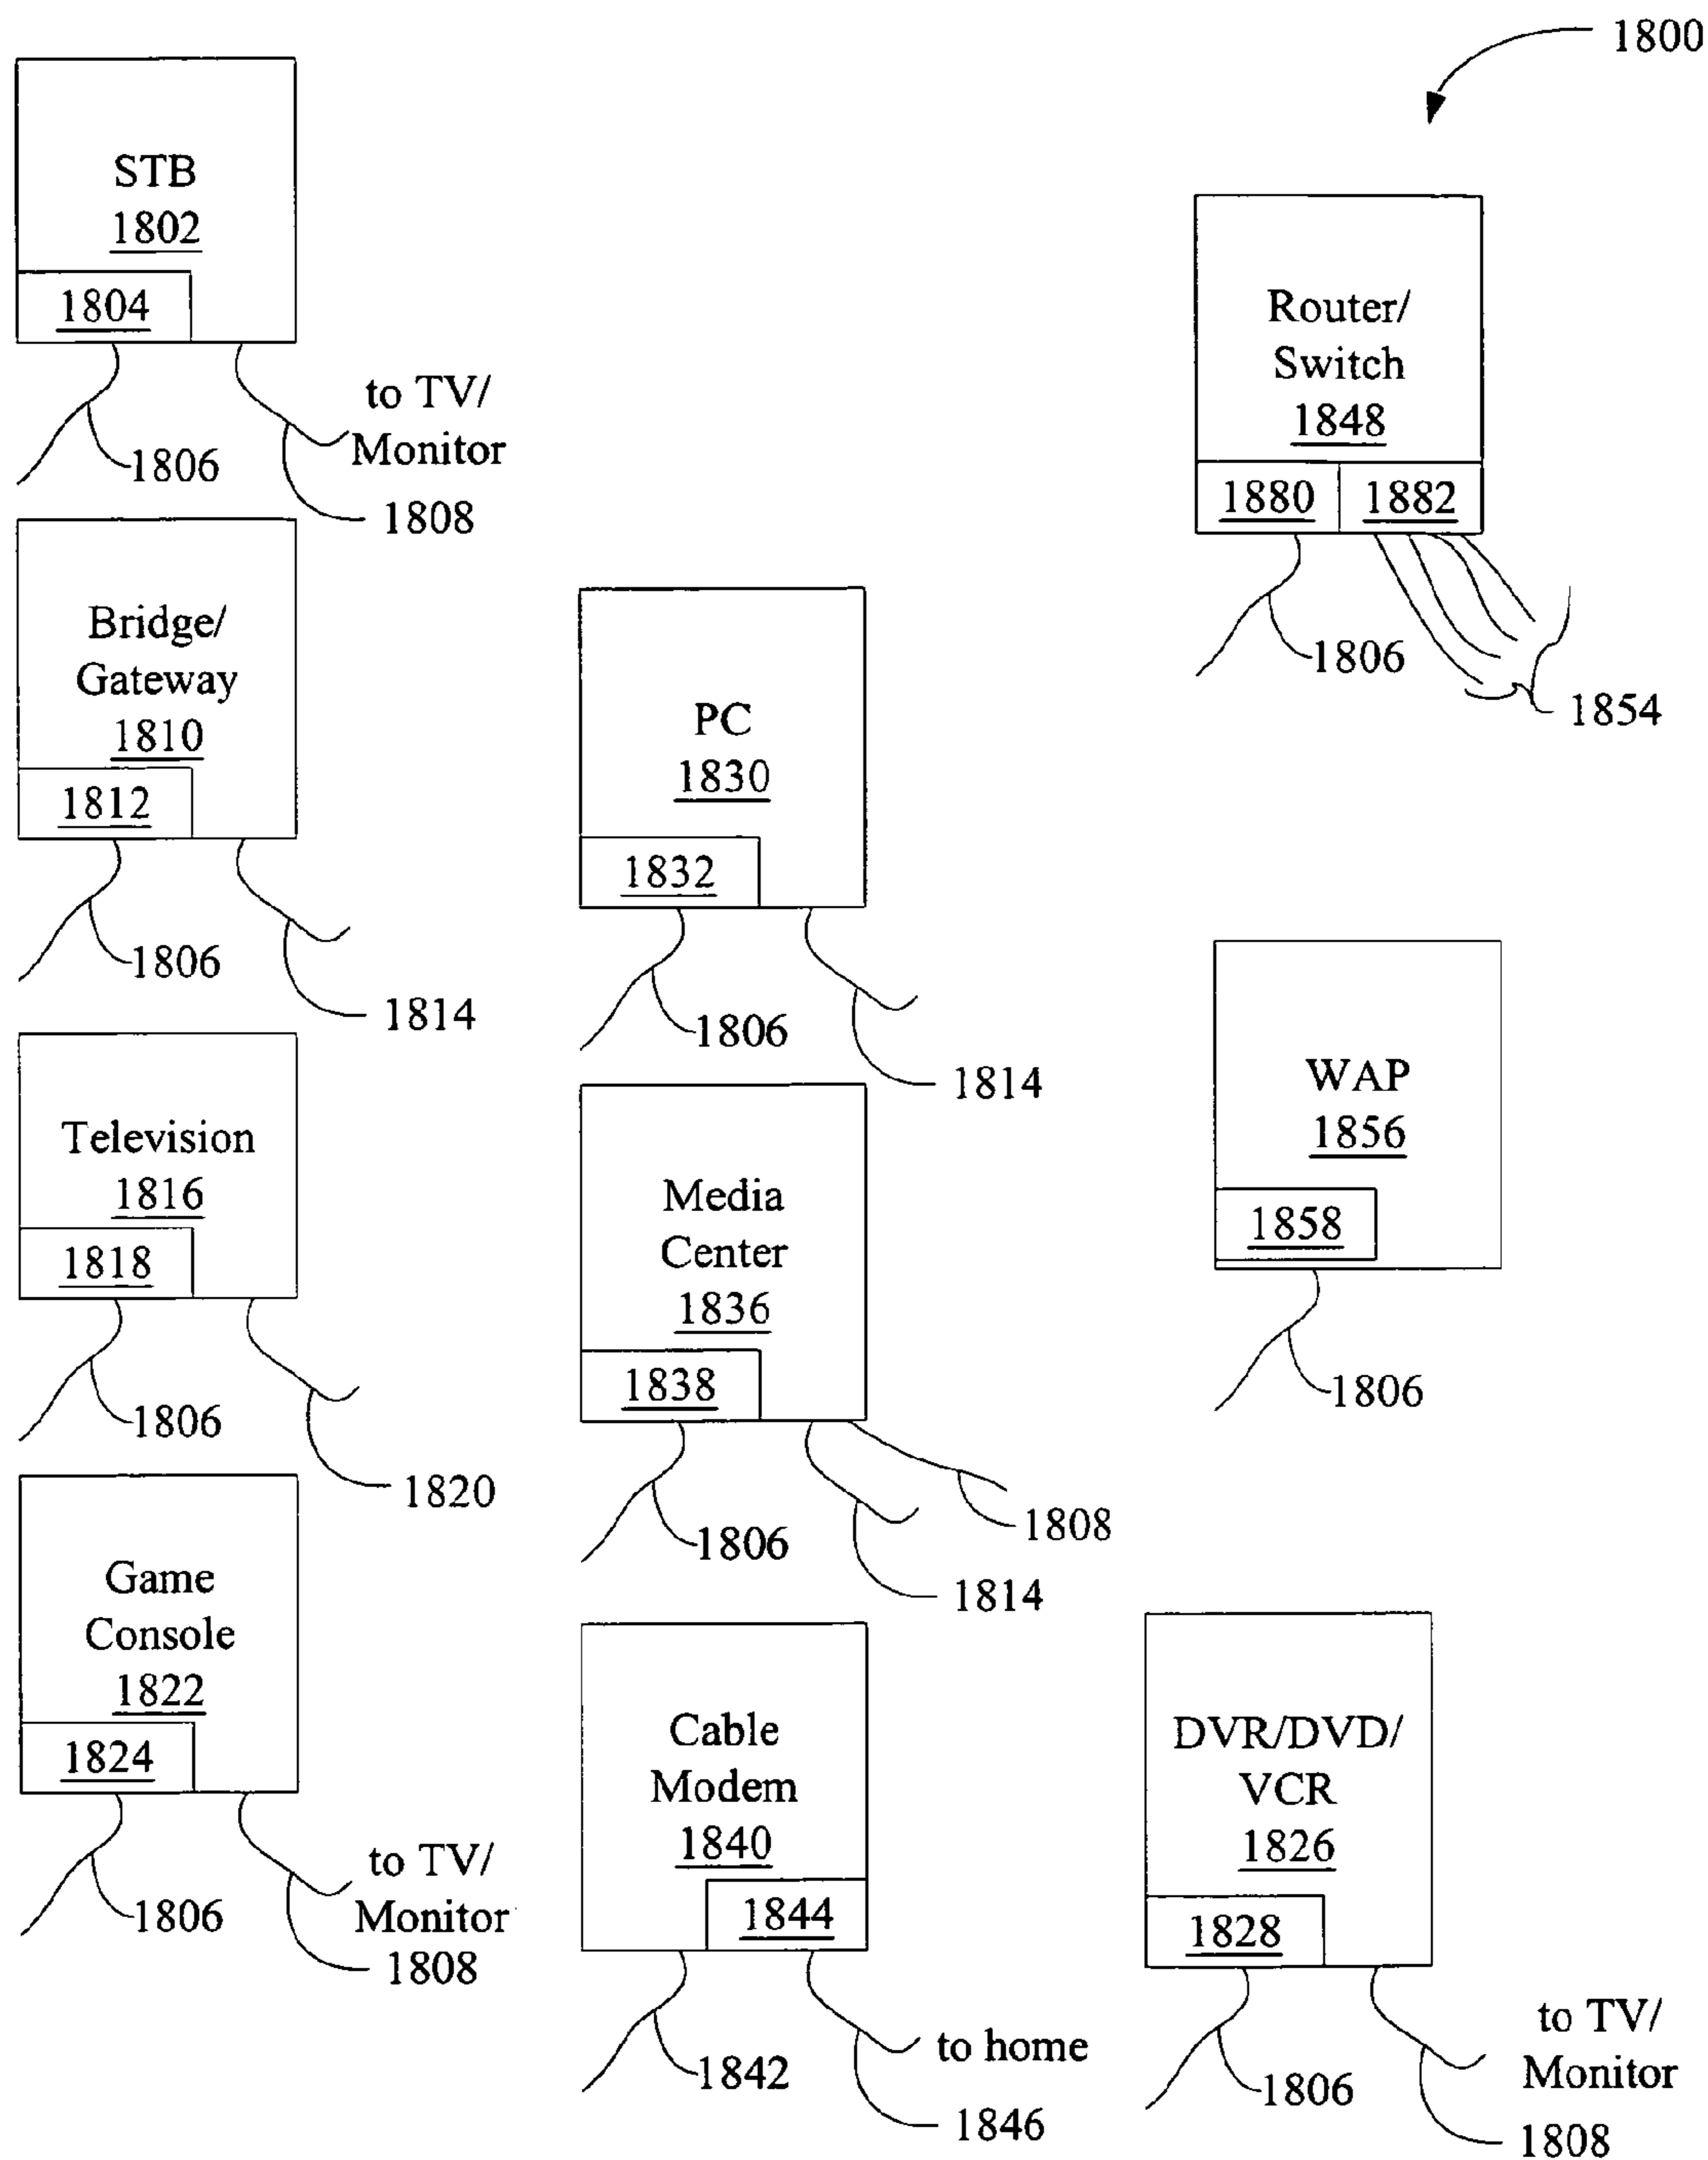 1800
STB
1802
1804
to TV/
Monitor
1806
1808
Bridge/
Gateway
1810
1812
1806
1814
Television
1816
1818
1806
1820
Game
Console
1822
1824
to TV/
Monitor
1806
1808
PC
1830
1832
1806
1814
Media
Center
1836
1838
1806
1808
1814
Cable
Modem
1840
1844
to home
1842
1846
Router/
Switch
1848
1880 1882
1806
1854
WAP
1856
1858
1806
DVR/DVD/
VCR
1826
1828
to TV/
Monitor
1806
1808